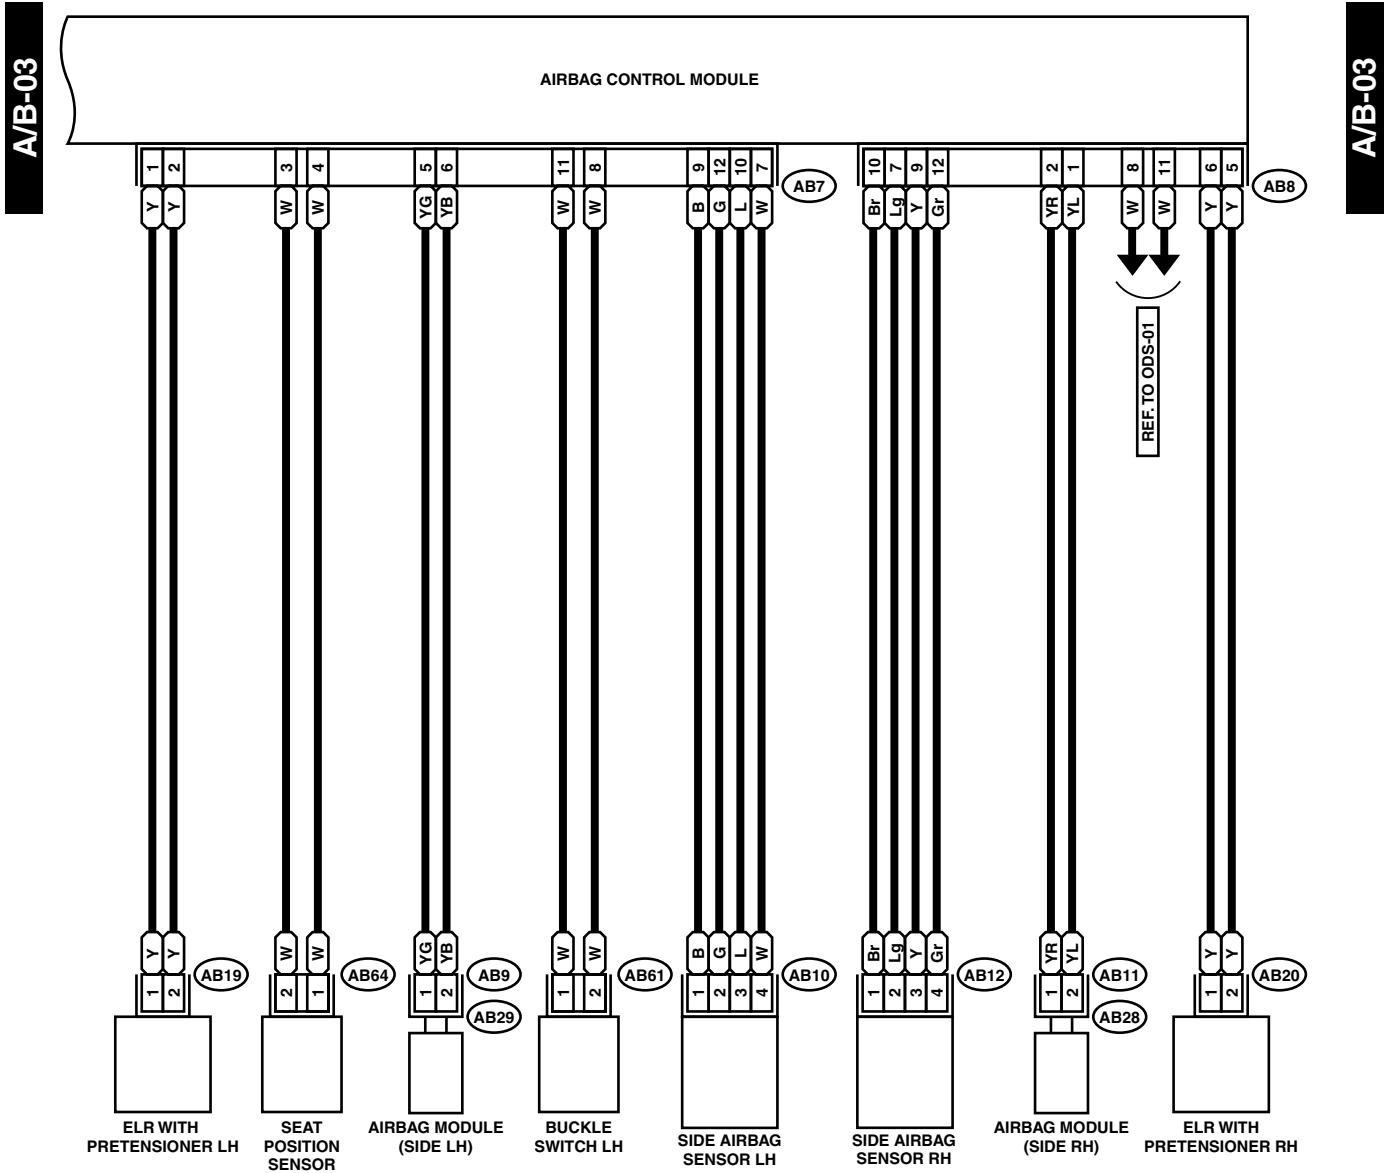 A/B-03
A/B-03
AIRBAG CONTROL MODULE
1 2 3 4 5 6 11 8 9 12 10 7 AB7 10 7 9 12 2 1 8 11 6 5 AB8
Y Y W W YG YB W W B G L W Br Lg Y Gr YR YL W W Y Y
REF. TO ODS-01
Y Y W W YG YB W W B G L W Br Lg Y Gr YR YL Y Y
1 2 AB19 2 1 AB64 1 2 AB9 1 2 AB61 1 2 3 4 AB10 1 2 3 4 AB12 1 2 AB11 1 2 AB20
AB29 AB28
ELR WITH
PRETENSIONER LH
SEAT
POSITION
SENSOR
AIRBAG MODULE
(SIDE LH)
BUCKLE
SWITCH LH
SIDE AIRBAG
SENSOR LH
SIDE AIRBAG
SENSOR RH
AIRBAG MODULE
(SIDE RH)
ELR WITH
PRETENSIONER RH